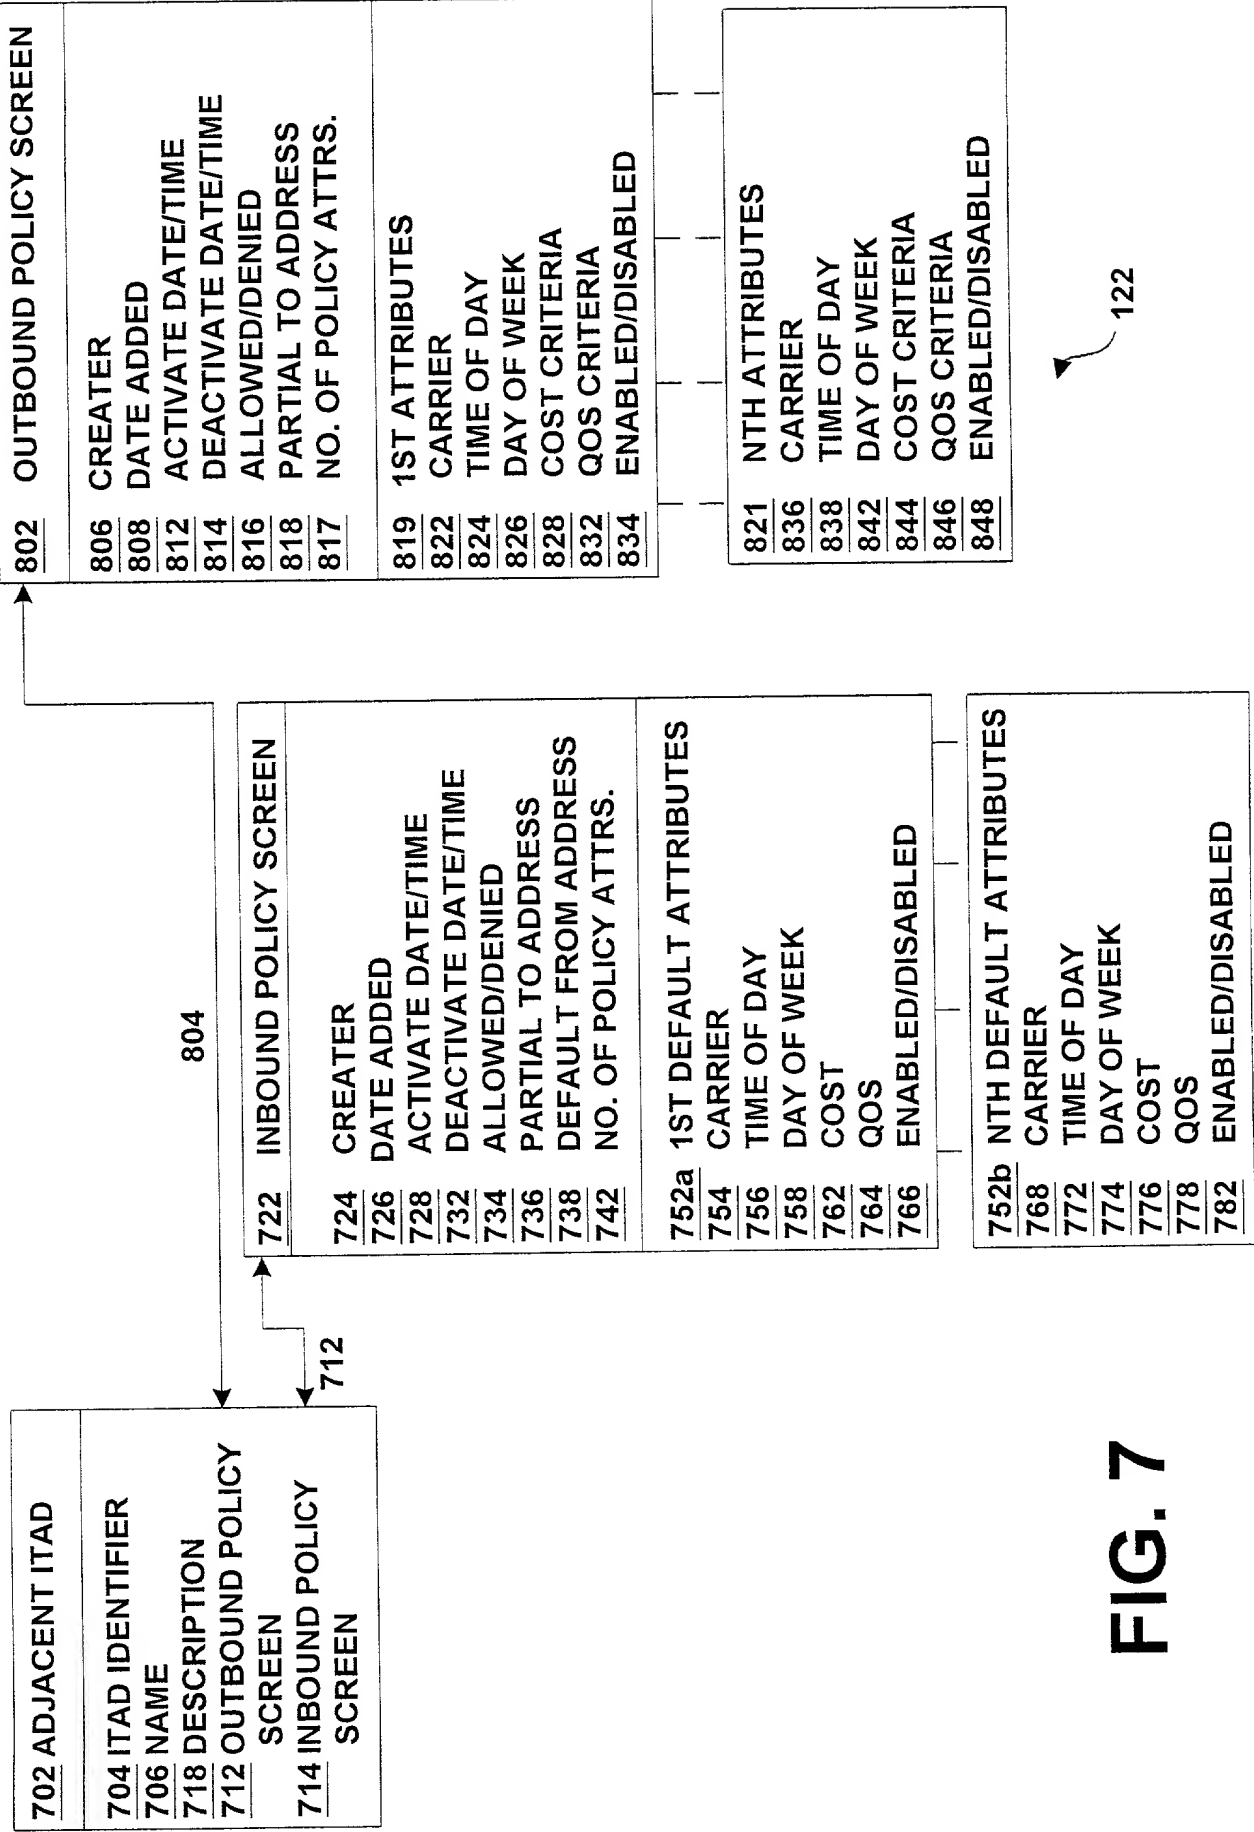 702 ADJACENT ITAD
704 ITAD IDENTIFIER
706 NAME
718 DESCRIPTION
712 OUTBOUND POLICY
SCREEN
714 INBOUND POLICY
SCREEN
712
804
722 INBOUND POLICY SCREEN
724 CREATER
726 DATE ADDED
728 ACTIVATE DATE/TIME
732 DEACTIVATE DATE/TIME
734 ALLOWED/DENIED
736 PARTIAL TO ADDRESS
738 DEFAULT FROM ADDRESS
742 NO. OF POLICY ATTRS.
752a 1ST DEFAULT ATTRIBUTES
754 CARRIER
756 TIME OF DAY
758 DAY OF WEEK
762 COST
764 QOS
766 ENABLED/DISABLED
752b NTH DEFAULT ATTRIBUTES
768 CARRIER
772 TIME OF DAY
774 DAY OF WEEK
776 COST
778 QOS
782 ENABLED/DISABLED
802 OUTBOUND POLICY SCREEN
806 CREATER
808 DATE ADDED
812 ACTIVATE DATE/TIME
814 DEACTIVATE DATE/TIME
816 ALLOWED/DENIED
818 PARTIAL TO ADDRESS
817 NO. OF POLICY ATTRS.
819 1ST ATTRIBUTES
822 CARRIER
824 TIME OF DAY
826 DAY OF WEEK
828 COST CRITERIA
832 QOS CRITERIA
834 ENABLED/DISABLED
821 NTH ATTRIBUTES
836 CARRIER
838 TIME OF DAY
842 DAY OF WEEK
844 COST CRITERIA
846 QOS CRITERIA
848 ENABLED/DISABLED
122
FIG. 7